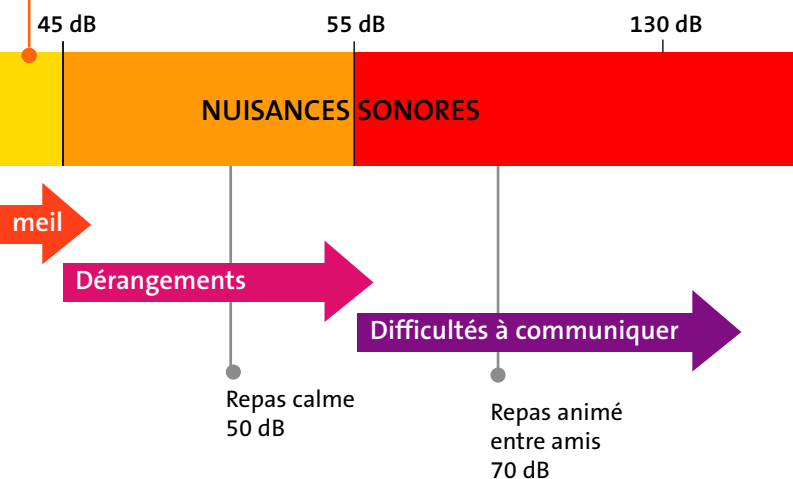 45 dB
55 dB
130 dB
NUISANCES SONORES
meil
Dérangements
Difficultés à communiquer
Repas calme
50 dB
Repas animé
entre amis
70 dB